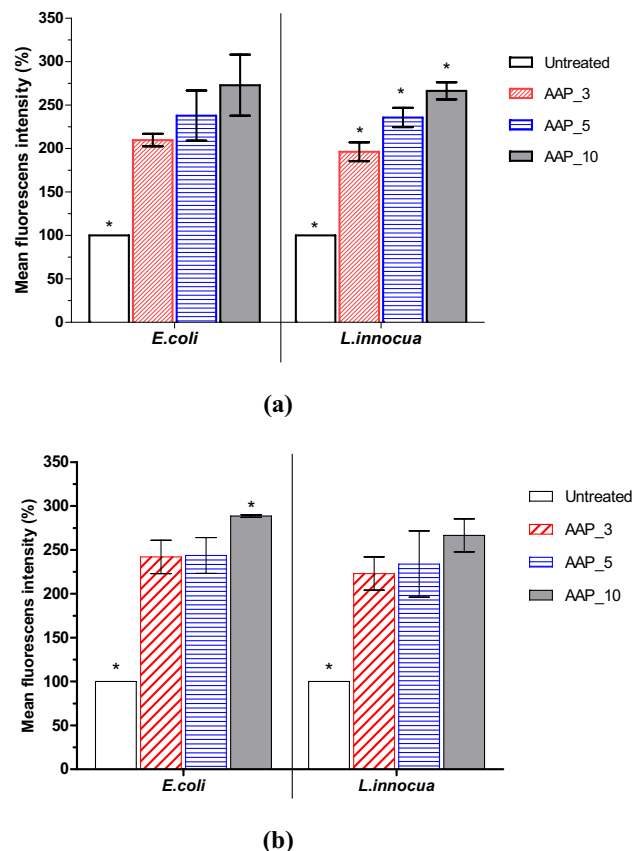 Mean fluorescens intensity (%)
350
300
250
200
150
100
50
0
* * * * *
E.coli L.innocua
Untreated
AAP_3
AAP_5
AAP_10
(a)
Mean fluorescens intensity (%)
350
300
250
200
150
100
50
0
* * *
E.coli L.innocua
Untreated
AAP_3
AAP_5
AAP_10
(b)